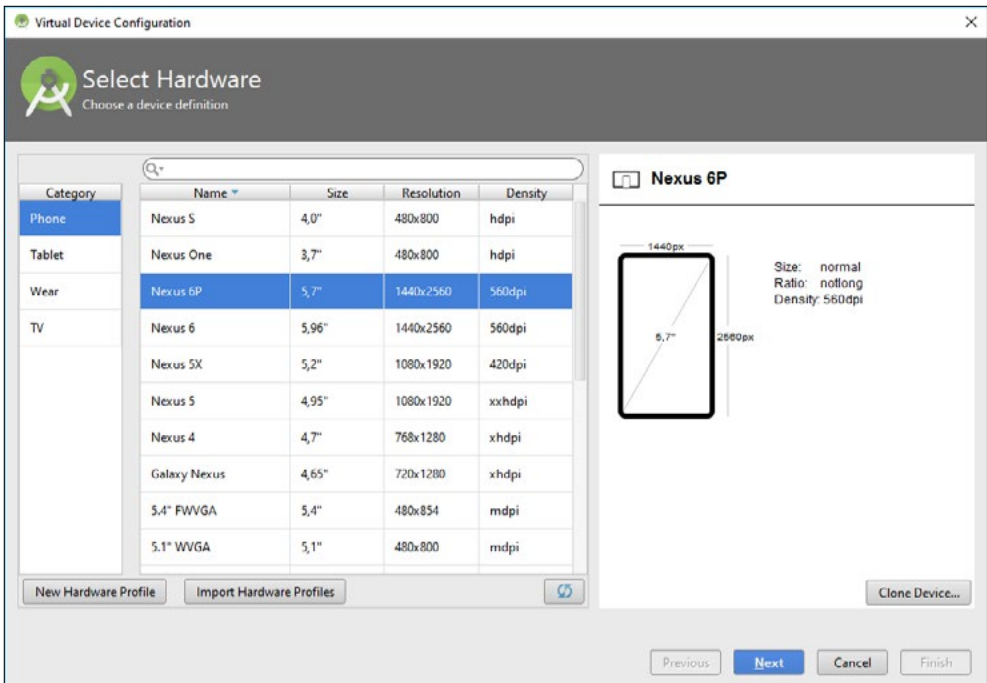 Virtual Device Configuration
Select Hardware
Choose a device definition
Category
Phone
Tablet
Wear
TV
Name Size Resolution Density
Nexus S 4,0" 480x800 hdpi
Nexus One 3,7" 480x800 hdpi
Nexus 6P 5,7" 1440x2560 560dpi
Nexus 6 5,96" 1440x2560 560dpi
Nexus 5X 5,2" 1080x1920 420dpi
Nexus 5 4,95" 1080x1920 xxhdpi
Nexus 4 4,7" 768x1280 xhdpi
Galaxy Nexus 4,65" 720x1280 xhdpi
5.4" FWVGA 5,4" 480x854 mdpi
5.1" WVGA 5,1" 480x800 mdpi
New Hardware Profile
Import Hardware Profiles
Nexus 6P
1440px
5,7"
2560px
Size: normal
Ratio: notlong
Density: 560dpi
Clone Device...
Previous
Next
Cancel
Finish